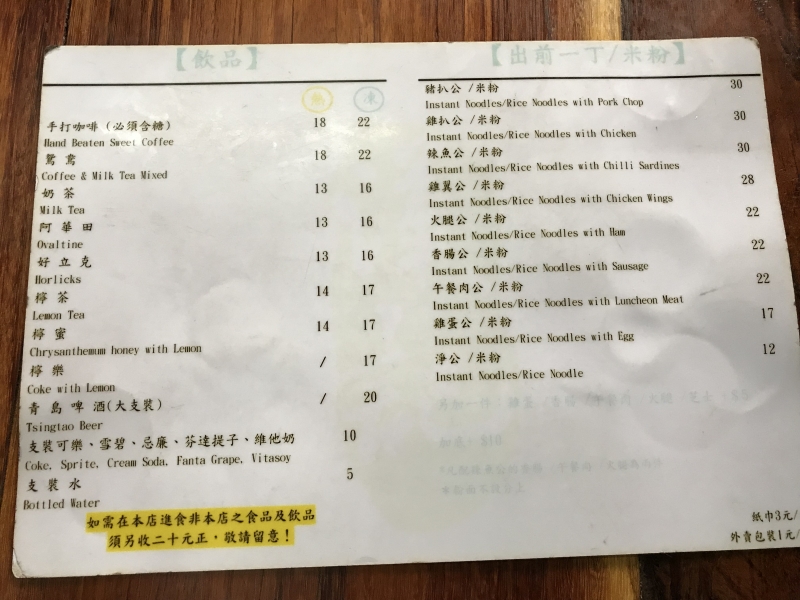 【飲品】
熱 凍
手打咖啡 (必須含糖) 18 22
Hand Beaten Sweet Coffee
鴛鴦 18 22
Coffee & Milk Tea Mixed
奶茶 13 16
Milk Tea
阿華田 13 16
Ovaltine
好立克 13 16
Horlicks
檸茶 14 17
Lemon Tea
檸蜜 14 17
Chrysanthemum honey with Lemon
檸樂 / 17
Coke with Lemon
青島啤酒(大支裝) / 20
Tsingtao Beer
支裝可樂、雪碧、忌廉、芬達提子、維他奶 10
Coke, Sprite, Cream Soda, Fanta Grape, Vitasoy
支裝水 5
Bottled Water
如需在本店進食非本店之食品及飲品
須另收二十元正，敬請留意！
【出前一丁/米粉】
豬扒公 /米粉 30
Instant Noodles/Rice Noodles with Pork Chop
雞扒公 /米粉 30
Instant Noodles/Rice Noodles with Chicken
辣魚公 /米粉 30
Instant Noodles/Rice Noodles with Chilli Sardines
雞翼公 /米粉 28
Instant Noodles/Rice Noodles with Chicken Wings
火腿公 /米粉 22
Instant Noodles/Rice Noodles with Ham
香腸公 /米粉 22
Instant Noodles/Rice Noodles with Sausage
午餐肉公 /米粉 22
Instant Noodles/Rice Noodles with Luncheon Meat
雞蛋公 /米粉 17
Instant Noodles/Rice Noodles with Egg
淨公 /米粉 12
Instant Noodles/Rice Noodle
紙巾3元/
外賣包裝1元/